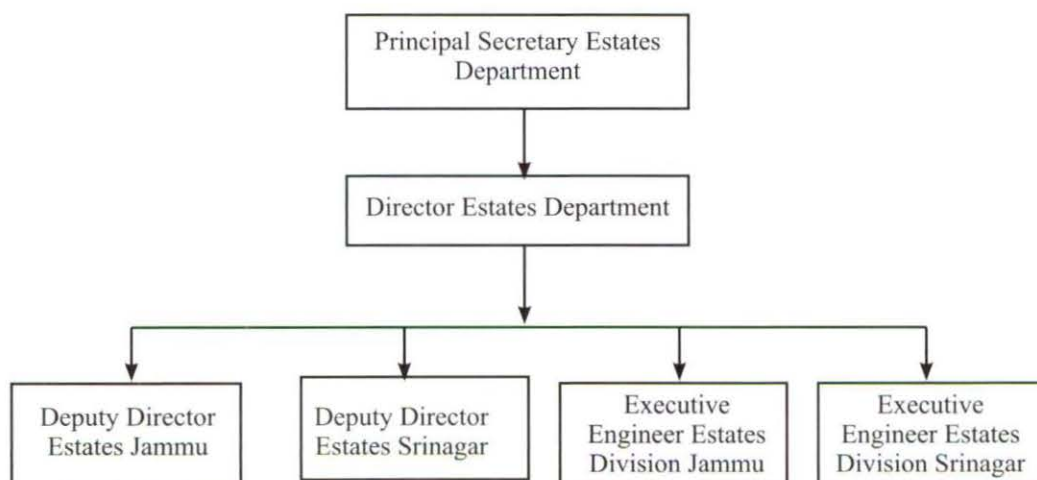 Principal Secretary Estates
Department
Director Estates Department
Deputy Director
Estates Jammu
Deputy Director
Estates Srinagar
Executive
Engineer Estates
Division Jammu
Executive
Engineer Estates
Division Srinagar